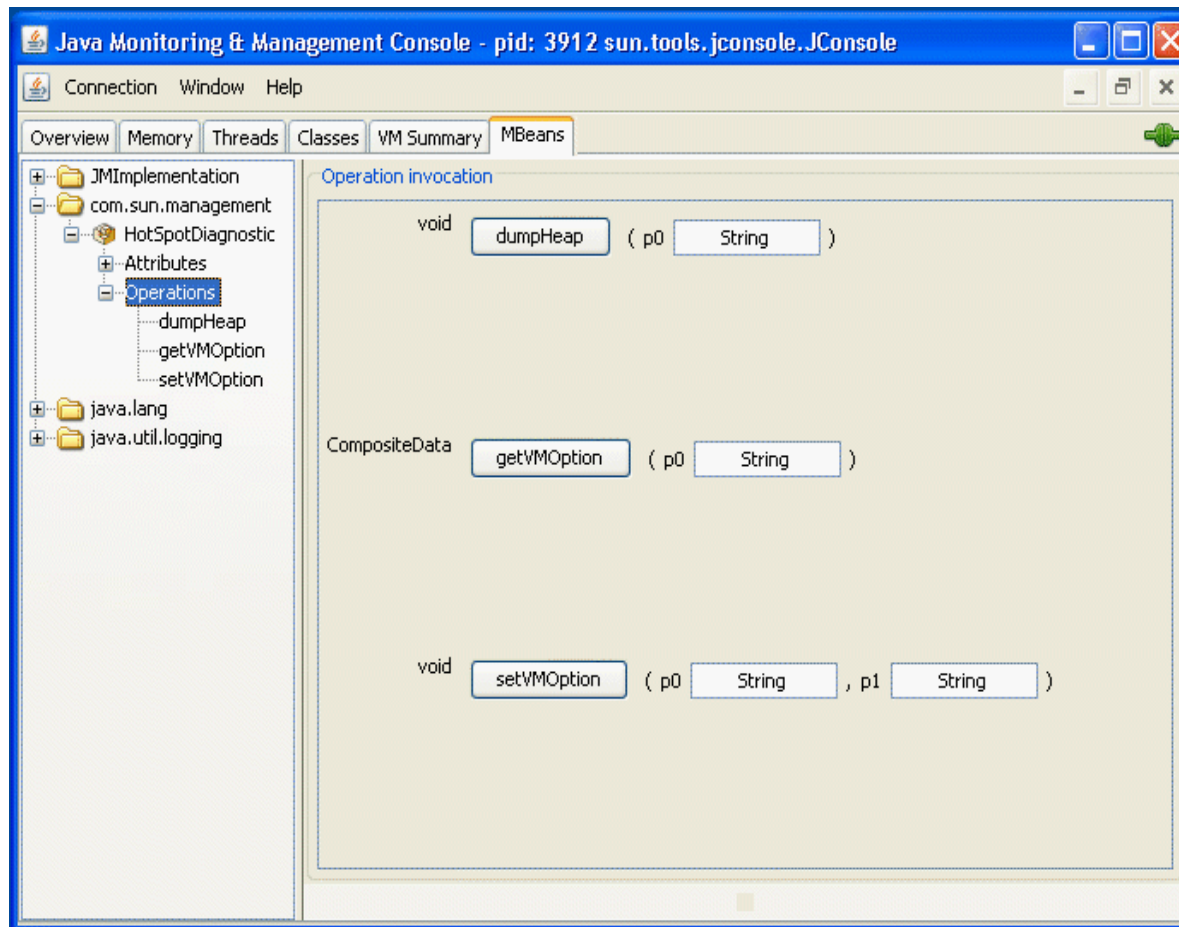 Java Monitoring & Management Console - pid: 3912 sun.tools.jconsole.JConsole
Connection Window Help
Overview Memory Threads Classes VM Summary MBeans
JMImplementation
com.sun.management
HotSpotDiagnostic
Attributes
Operations
dumpHeap
getVMOption
setVMOption
java.lang
java.util.logging
Operation invocation
void dumpHeap ( p0 String )
CompositeData getVMOption ( p0 String )
void setVMOption ( p0 String , p1 String )